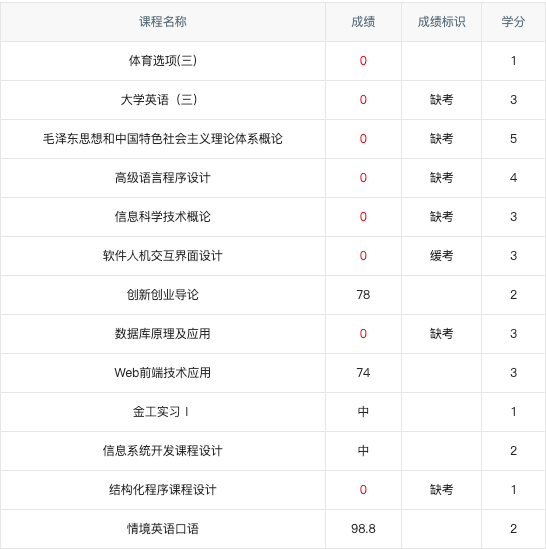 课程名称 成绩 成绩标识 学分
体育选项(三) 0 1
大学英语（三） 0 缺考 3
毛泽东思想和中国特色社会主义理论体系概论 0 缺考 5
高级语言程序设计 0 缺考 4
信息科学技术概论 0 缺考 3
软件人机交互界面设计 0 缓考 3
创新创业导论 78 2
数据库原理及应用 0 缺考 3
Web前端技术应用 74 3
金工实习Ⅰ 中 1
信息系统开发课程设计 中 2
结构化程序课程设计 0 缺考 1
情境英语口语 98.8 2